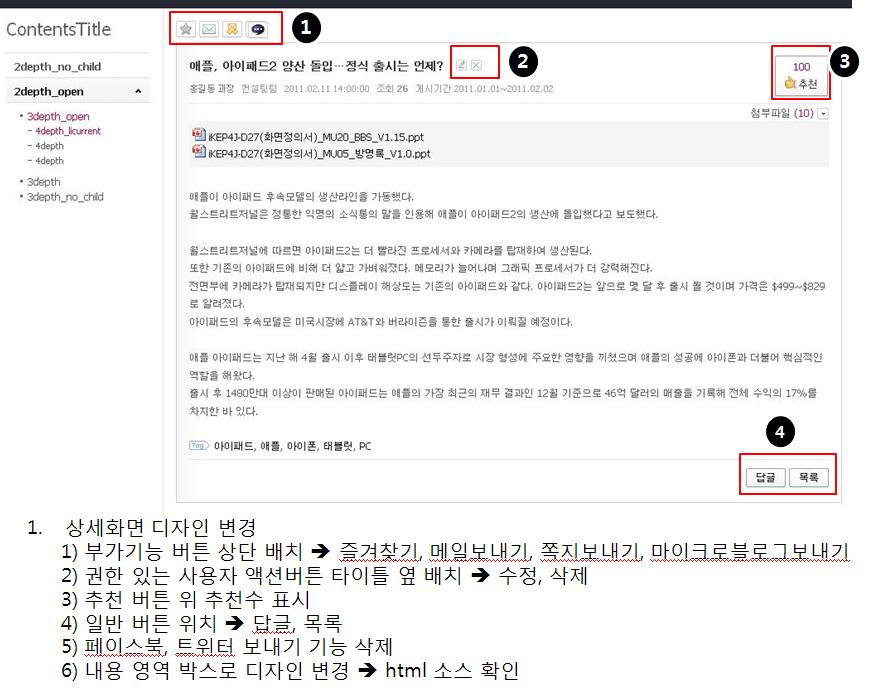 ContentsTitle
1
2depth_no_child
2depth_open
3depth_open
- 4depth_licurrent
- 4depth
- 4depth
3depth
3depth_no_child
애플, 아이패드2 양산 돌입…정식 출시는 언제?
2
100
추천
3
홍길동 과장 컨설팅팀 2011.02.11 14:00:00 조회 26 게시기간 2011.01.01~2011.02.02
첨부파일 (10)
iKEP4J-D27(화면정의서)_MU20_BBS_V1.15.ppt
iKEP4J-D27(화면정의서)_MU05_방명록_V1.0.ppt
애플이 아이패드 후속모델의 생산라인을 가동했다.
월스트리트저널은 정통한 익명의 소식통의 말을 인용해 애플이 아이패드2의 생산에 돌입했다고 보도했다.
월스트리트저널에 따르면 아이패드2는 더 빨라진 프로세서와 카메라를 탑재하여 생산된다.
또한 기존의 아이패드에 비해 더 얇고 가벼워졌다. 메모리가 늘어나며 그래픽 프로세서가 더 강력해진다.
전면부에 카메라가 탑재되지만 디스플레이 해상도는 기존의 아이패드와 같다. 아이패드2는 앞으로 몇 달 후 출시 될 것이며 가격은 $499~$829
로 알려졌다.
아이패드의 후속모델은 미국시장에 AT&T와 버라이즌을 통한 출시가 이뤄질 예정이다.
애플 아이패드는 지난 해 4월 출시 이후 태블릿PC의 선두주자로 시장 형성에 주요한 영향을 끼쳤으며 애플의 성공에 아이폰과 더불어 핵심적인
역할을 해왔다.
출시 후 1480만대 이상이 판매된 아이패드는 애플의 가장 최근의 재무 결과인 12월 기준으로 46억 달러의 매출을 기록해 전체 수익의 17%를
차지한 바 있다.
Tag 아이패드, 애플, 아이폰, 태블릿, PC
4
답글 목록
1. 상세화면 디자인 변경
1) 부가기능 버튼 상단 배치 ➔ 즐겨찾기, 메일보내기, 쪽지보내기, 마이크로블로그보내기
2) 권한 있는 사용자 액션버튼 타이틀 옆 배치 ➔ 수정, 삭제
3) 추천 버튼 위 추천수 표시
4) 일반 버튼 위치 ➔ 답글, 목록
5) 페이스북, 트위터 보내기 기능 삭제
6) 내용 영역 박스로 디자인 변경 ➔ html 소스 확인